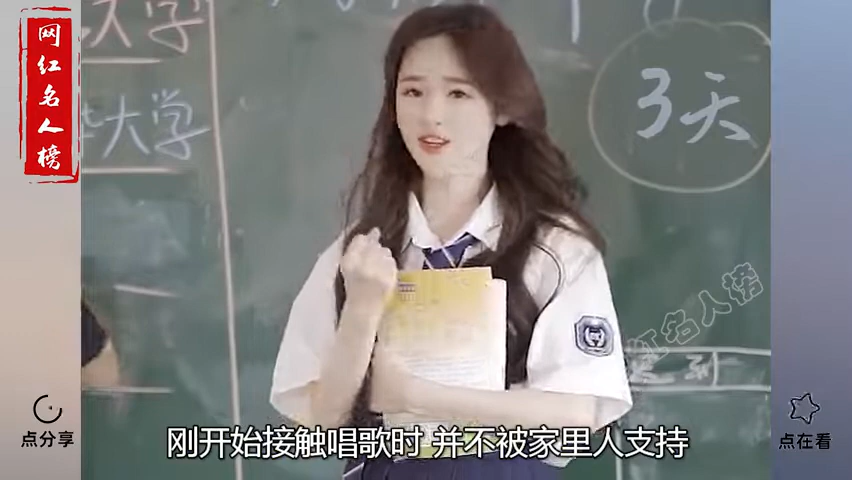 网红名人榜
大学
大学
3天
红名人榜
点分享
点在看
刚开始接触唱歌时 并不被家里人支持